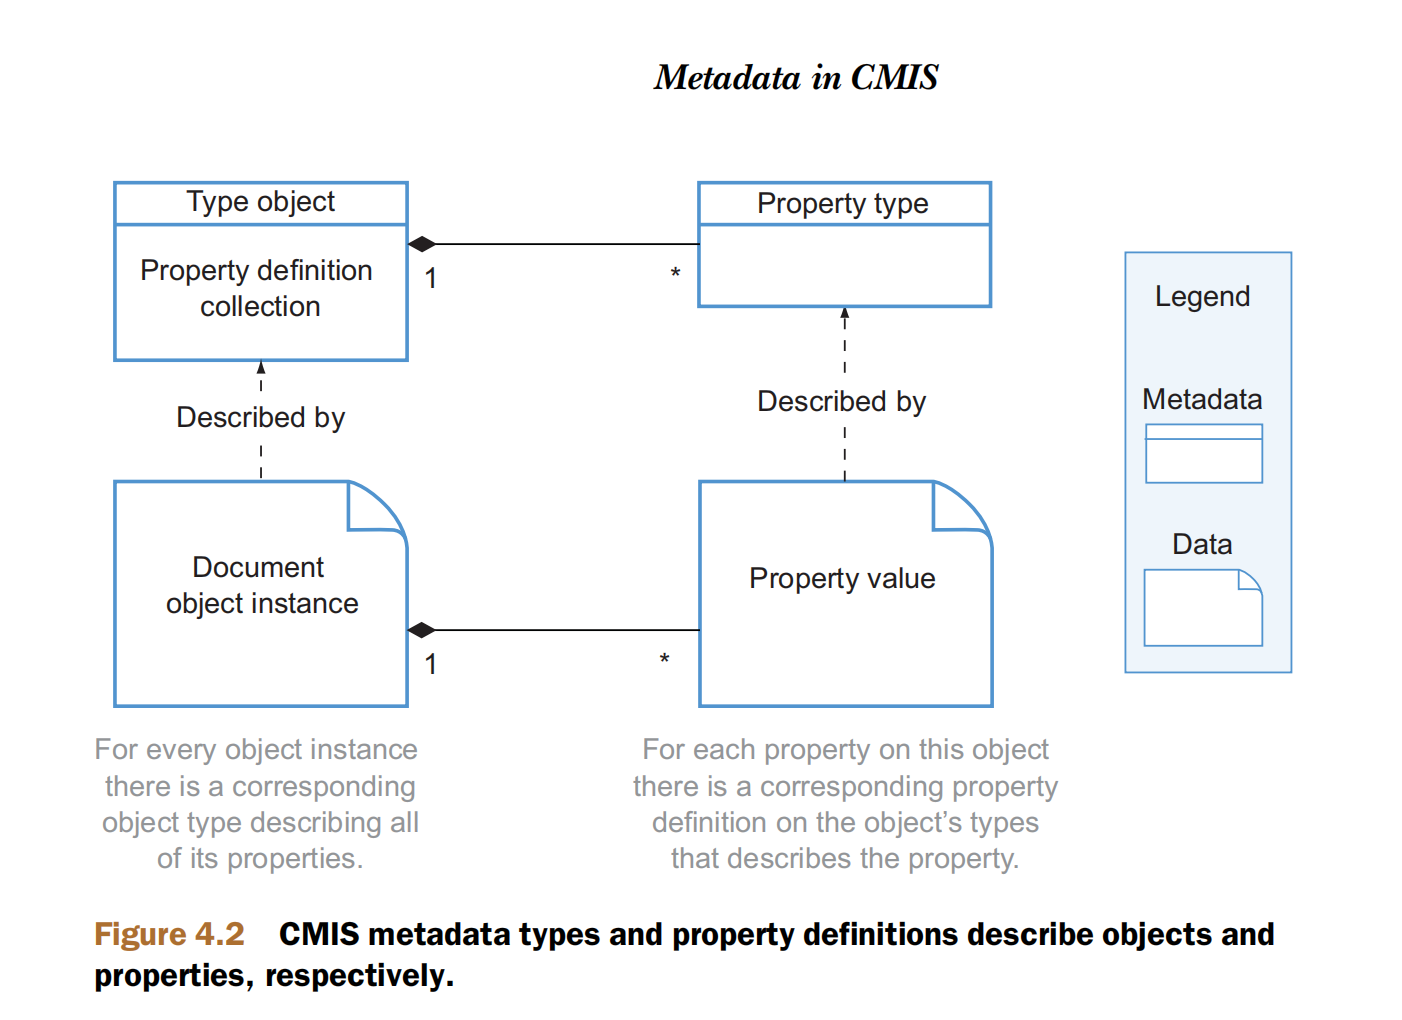 Metadata in CMIS
Type object
Property definition
collection
1
*
Property type
Described by
Described by
Document
object instance
1
*
Property value
Legend
Metadata
Data
For every object instance
there is a corresponding
object type describing all
of its properties.
For each property on this object
there is a corresponding property
definition on the object's types
that describes the property.
Figure 4.2 CMIS metadata types and property definitions describe objects and
properties, respectively.